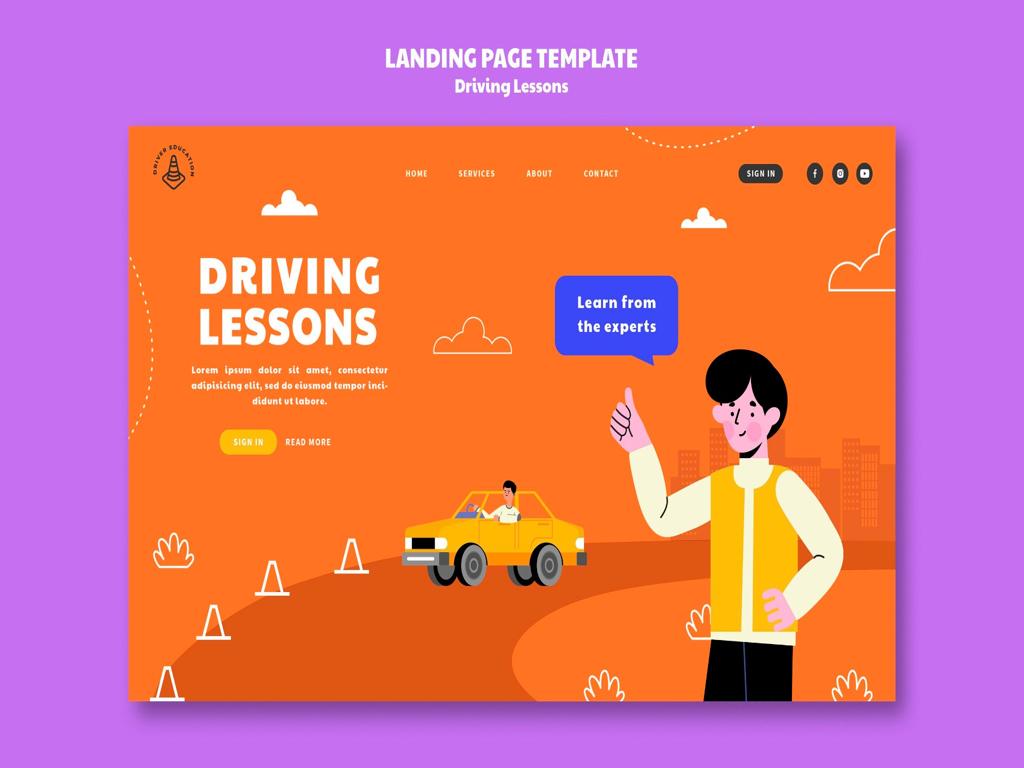 LANDING PAGE TEMPLATE
Driving Lessons
DRIVER EDUCATION
HOME SERVICES ABOUT CONTACT
SIGN IN
DRIVING
LESSONS
Learn from
the experts
Lorem ipsum dolor sit amet, consectetur
adipisicing elit, sed do eiusmod tempor inci-
didunt ut labore.
SIGN IN READ MORE